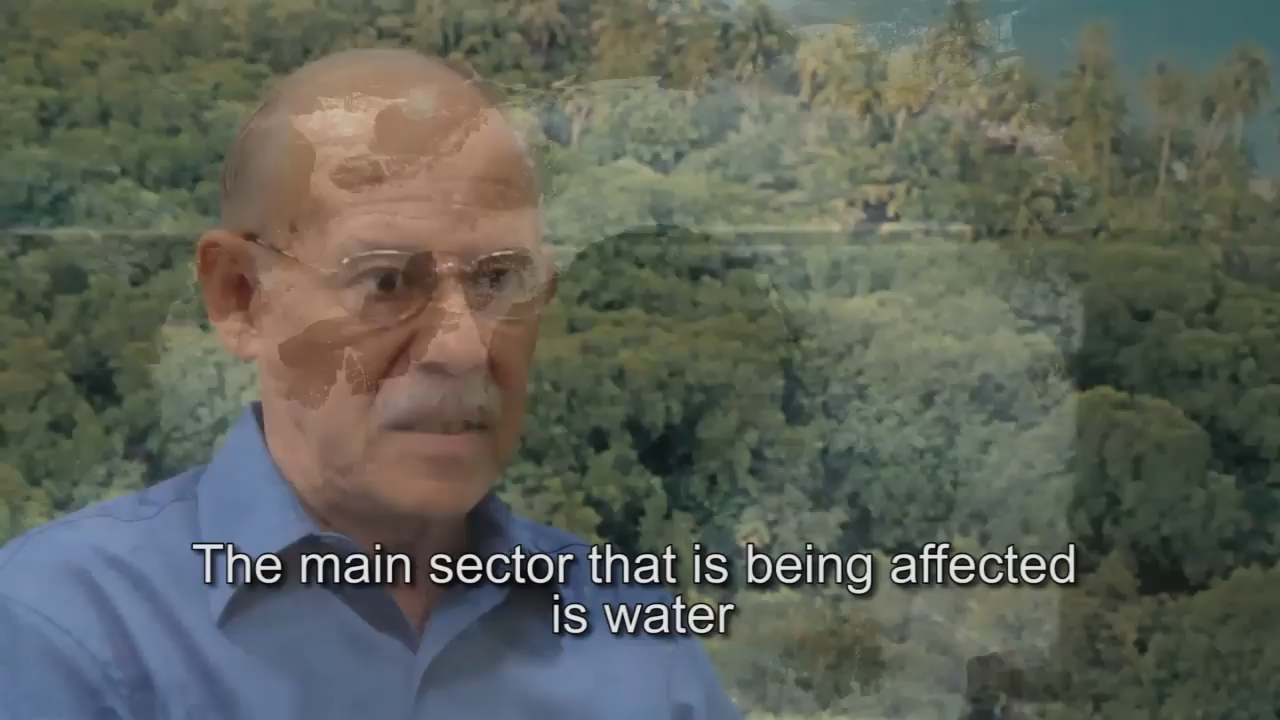 The main sector that is being affected
is water